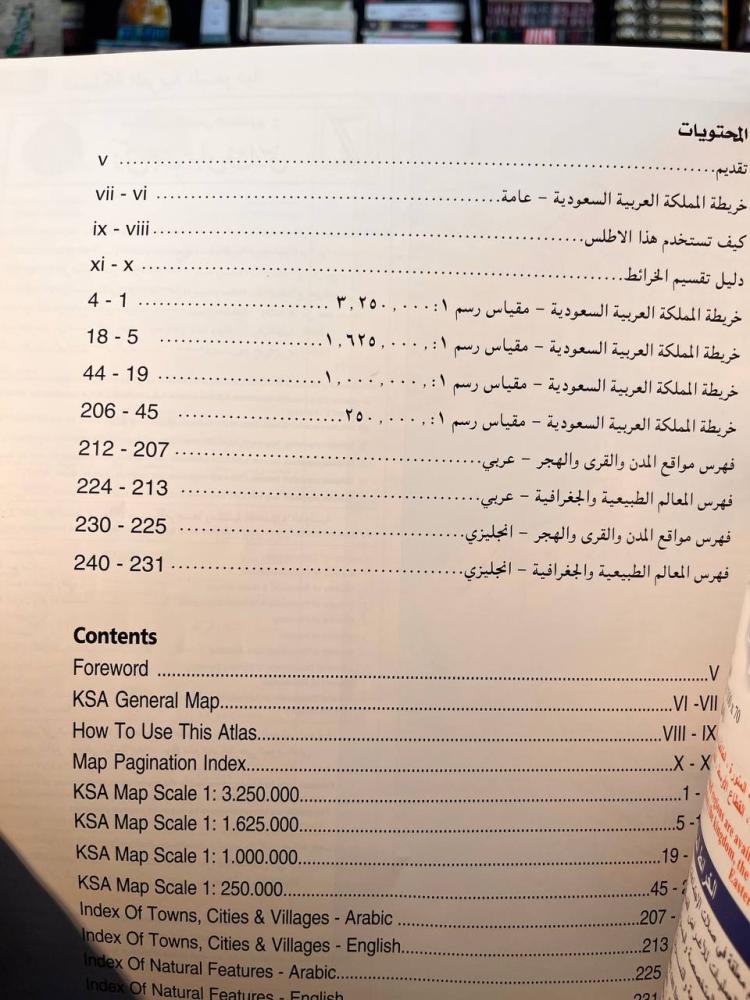 المحتويات
تقديم.......... v
خريطة المملكة العربية السعودية – عامة.......... vii - vi
كيف تستخدم هذا الاطلس.......... ix - viii
دليل تقسيم الخرائط.......... xi - x
خريطة المملكة العربية السعودية – مقياس رسم ١:٣,٢٥٠,٠٠٠ .......... 4 - 1
خريطة المملكة العربية السعودية – مقياس رسم ١:١,٦٢٥,٠٠٠.......... 18 - 5
خريطة المملكة العربية السعودية – مقياس رسم ١:١,٠٠٠,٠٠٠.......... 44 - 19
خريطة المملكة العربية السعودية – مقياس رسم ١:٢٥٠,٠٠٠.......... 206 - 45
فهرس مواقع المدن والقرى والهجر – عربي.......... 212 - 207
فهرس المعالم الطبيعية والجغرافية – عربي.......... 224 - 213
فهرس مواقع المدن والقرى والهجر – انجليزي.......... 230 - 225
فهرس المعالم الطبيعية والجغرافية – انجليزي.......... 240 - 231
Contents
Foreword ..........V
KSA General Map..........VI -VII
How To Use This Atlas..........VIII - IX
Map Pagination Index..........X - X
KSA Map Scale 1: 3.250.000..........1 -
KSA Map Scale 1: 1.625.000..........5 -
KSA Map Scale 1: 1.000.000..........19 -
KSA Map Scale 1: 250.000..........45 -
Index Of Towns, Cities & Villages - Arabic ..........207 -
Index Of Towns, Cities & Villages - English..........213
Index Of Natural Features - Arabic..........225
Index Of Natural Features - English